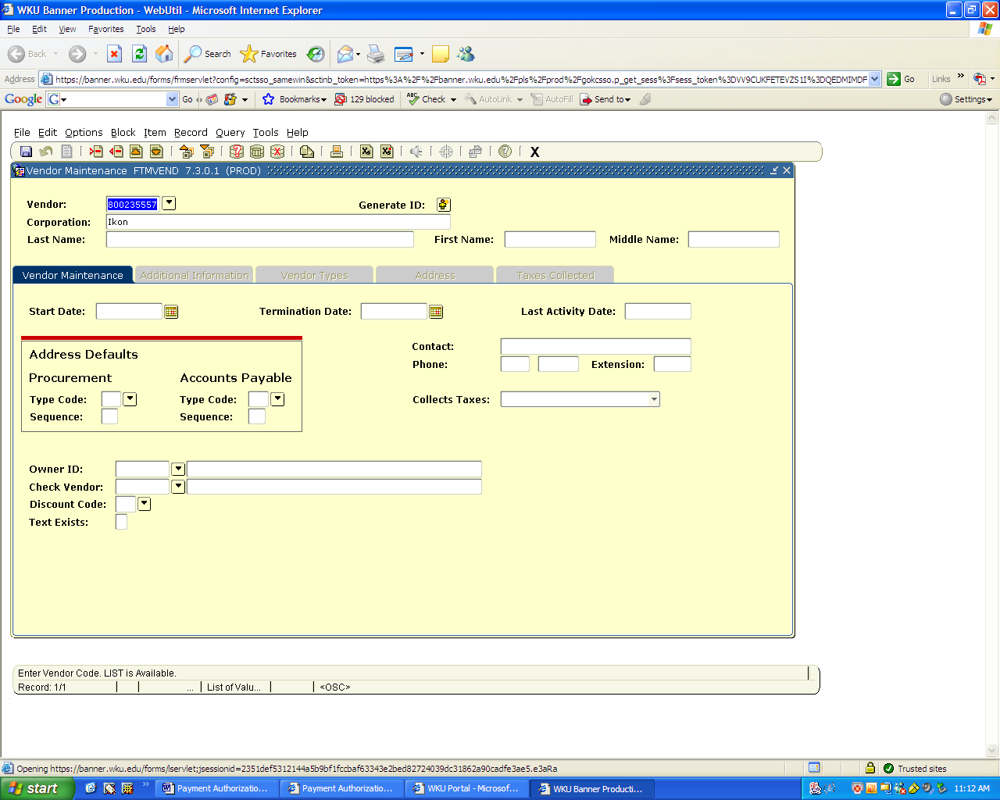 WKU Banner Production - WebUtil - Microsoft Internet Explorer
File Edit View Favorites Tools Help
Back Search Favorites
Address https://banner.wku.edu/forms/frmservlet?config=sctsso_samewin&sctinb_token=https%3A%2F%2Fbanner.wku.edu%2Fpls%2Fprod%2Fgokcsso.p_get_sess%3Fsess_token%3DVV9CUKFETEVZS1I%3DQEDMIMDF Go Links »
Google G Go Bookmarks 129 blocked ABC Check AutoLink AutoFill Send to Settings
File Edit Options Block Item Record Query Tools Help
X
Vendor Maintenance FTMVEND 7.3.0.1 (PROD)
Vendor: 800235557 Generate ID:
Corporation: Ikon
Last Name: First Name: Middle Name:
Vendor Maintenance Additional Information Vendor Types Address Taxes Collected
Start Date: Termination Date: Last Activity Date:
Contact:
Address Defaults
Phone: Extension:
Procurement Accounts Payable
Type Code: Type Code: Collects Taxes:
Sequence: Sequence:
Owner ID:
Check Vendor:
Discount Code:
Text Exists:
Enter Vendor Code. LIST is Available.
Record: 1/1 ... List of Valu... <OSC>
Opening https://banner.wku.edu/forms/lservlet;jsessionid=2351def5312144a5b9bf1fccbaf63343e2bed82724039dc31862a90cadfe3ae5.e3aRa Trusted sites
start » Payment Authorizatio... Payment Authorizatio... WKU Portal - Microsof... WKU Banner Producti... 11:12 AM